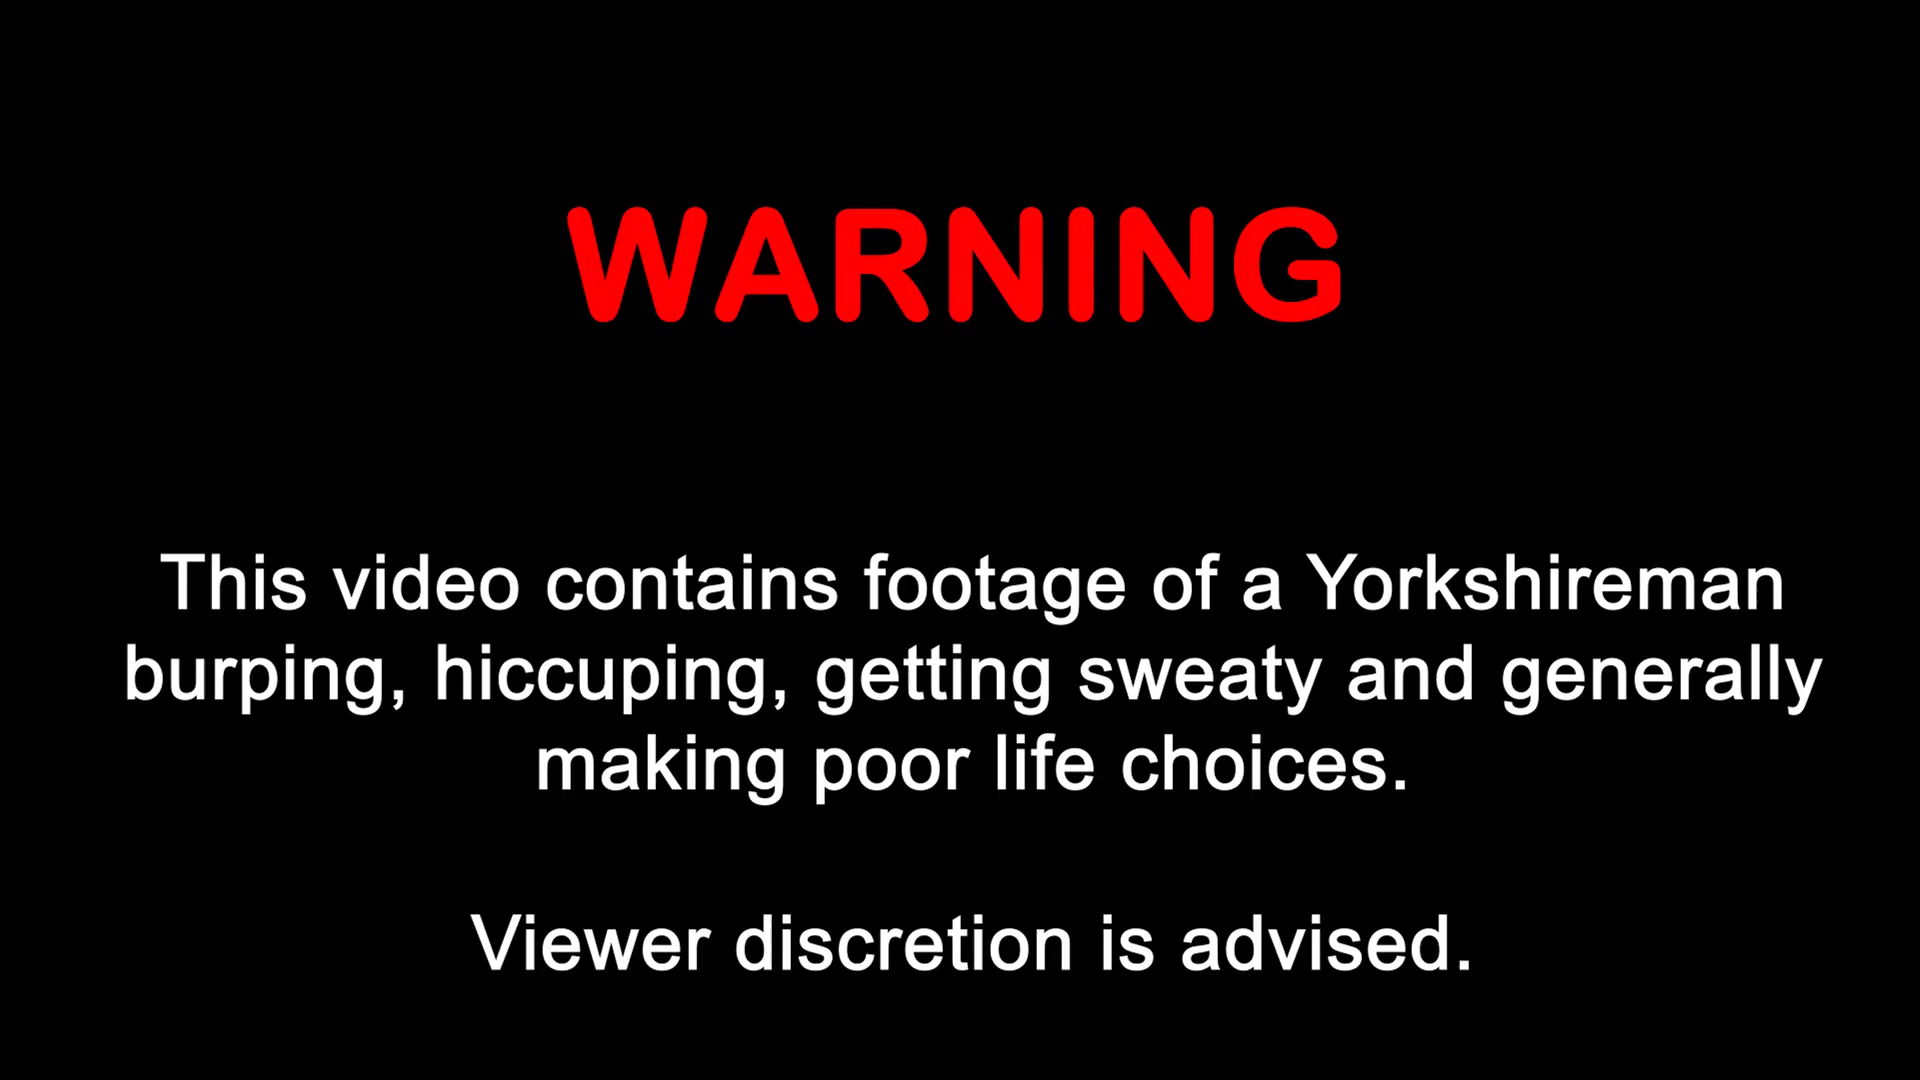 WARNING
This video contains footage of a Yorkshireman
burping, hiccuping, getting sweaty and generally
making poor life choices.
Viewer discretion is advised.